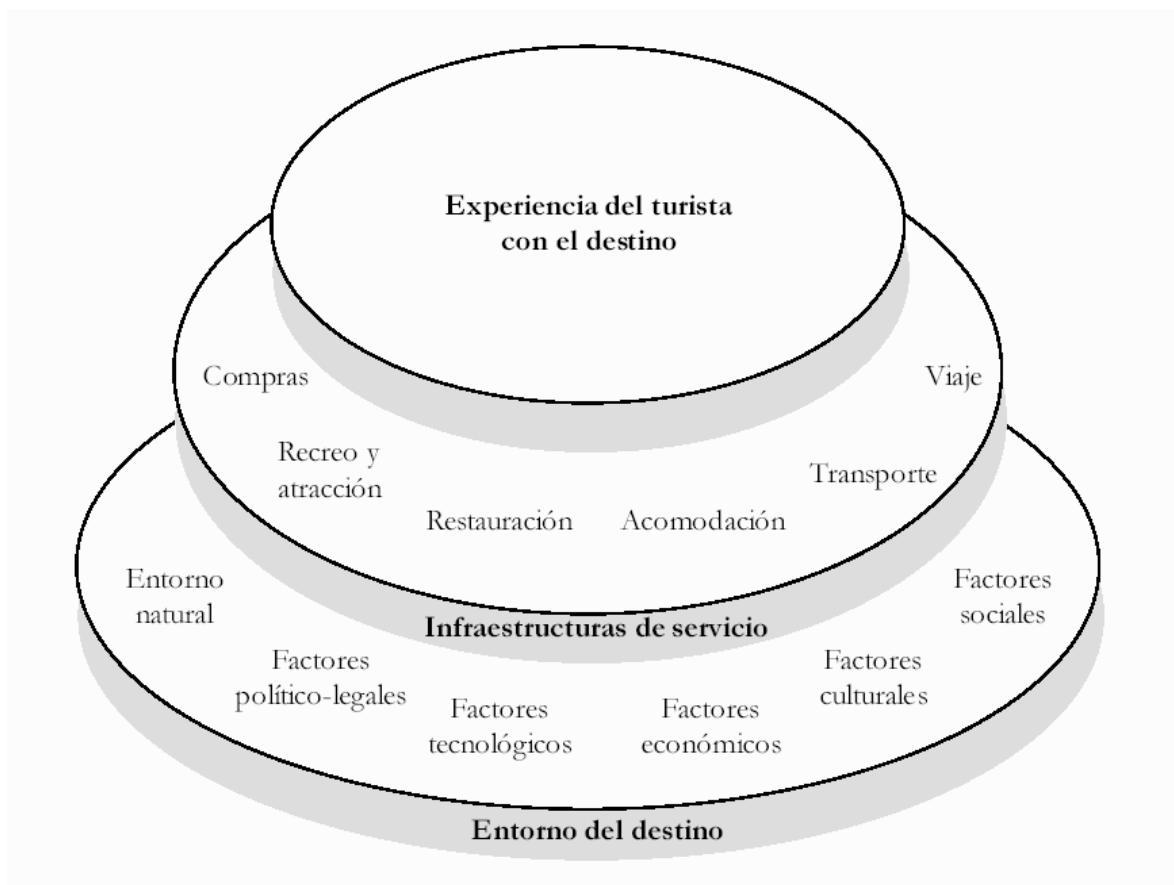 Experiencia del turista
con el destino
Compras
Viaje
Recreo y
atracción
Transporte
Restauración
Acomodación
Infraestructuras de servicio
Entorno
natural
Factores
sociales
Factores
político-legales
Factores
culturales
Factores
tecnológicos
Factores
económicos
Entorno del destino